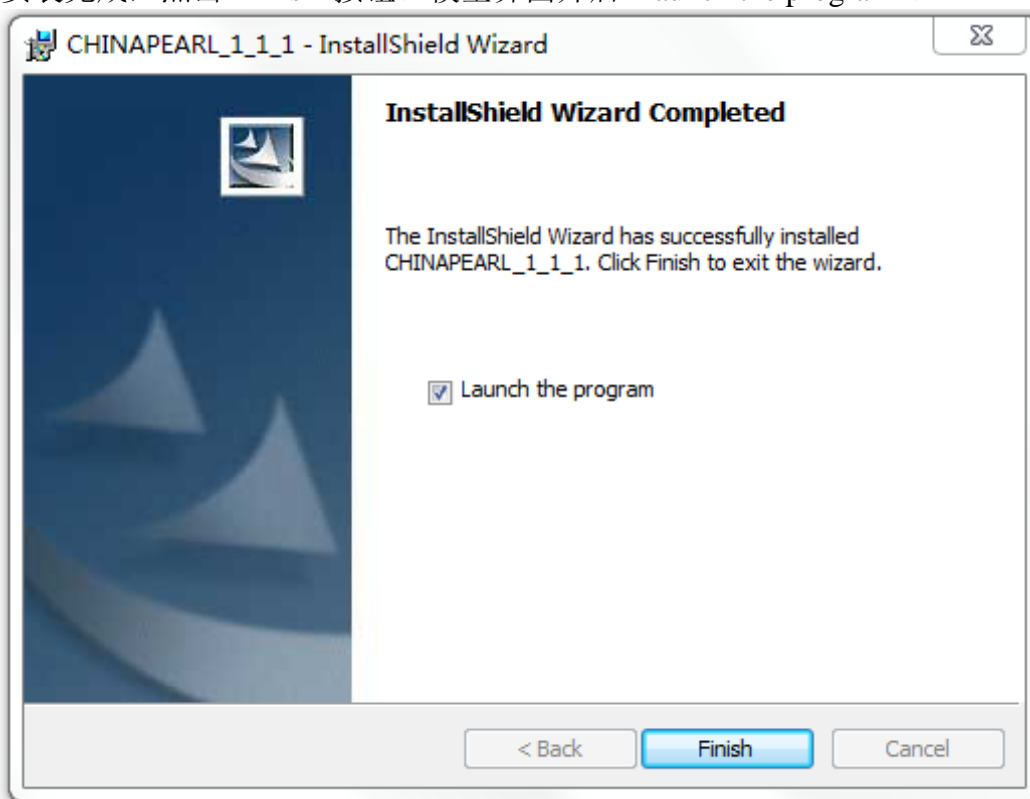 CHINAPEARL_1_1_1 - InstallShield Wizard
InstallShield Wizard Completed
The InstallShield Wizard has successfully installed
CHINAPEARL_1_1_1. Click Finish to exit the wizard.
Launch the program
< Back
Finish
Cancel